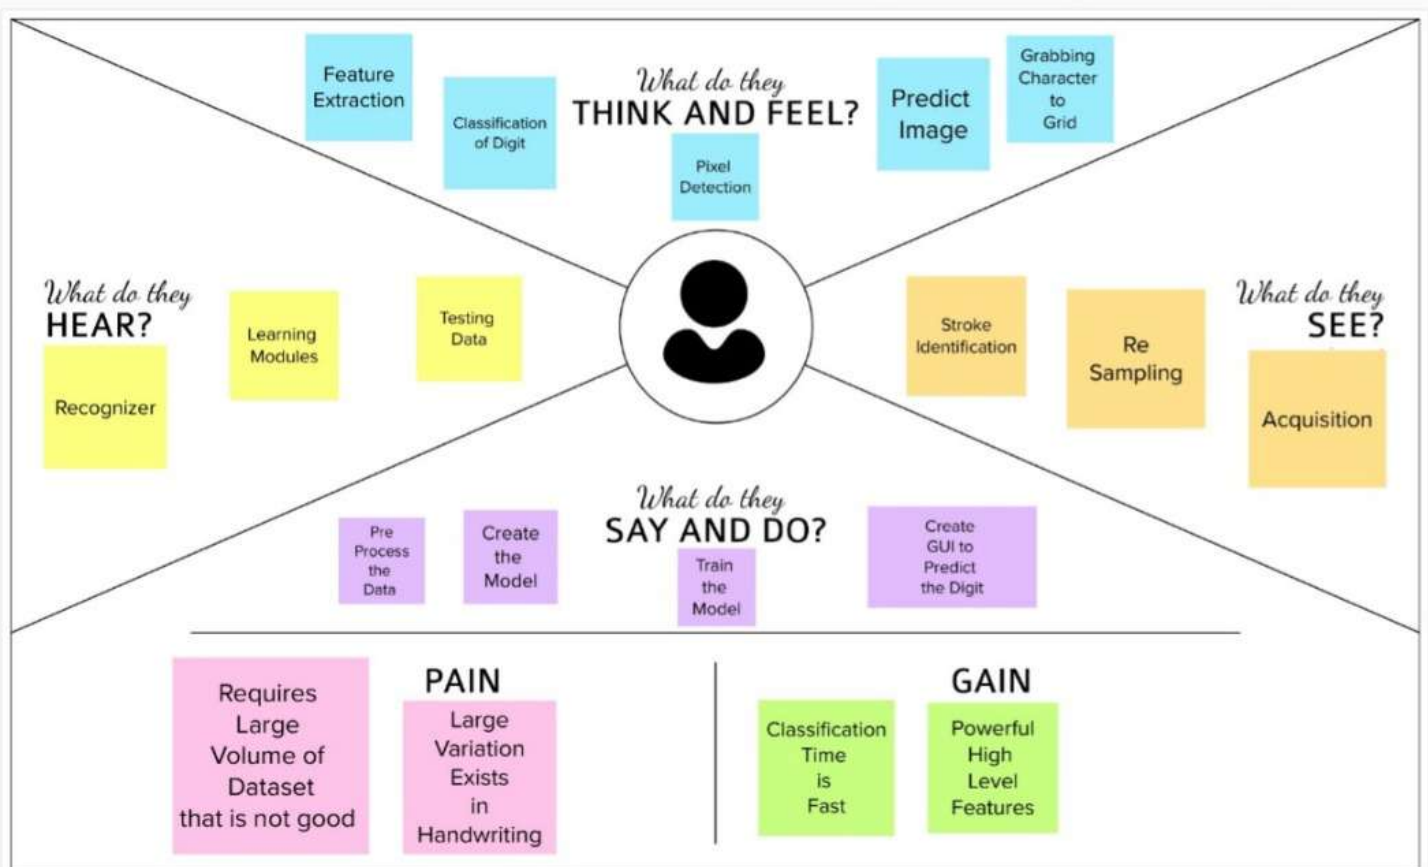 What do they
THINK AND FEEL?
Feature
Extraction
Classification
of Digit
Pixel
Detection
Predict
Image
Grabbing
Character
to
Grid
What do they
HEAR?
Recognizer
Learning
Modules
Testing
Data
What do they
SEE?
Stroke
Identification
Re
Sampling
Acquisition
What do they
SAY AND DO?
Pre
Process
the
Data
Create
the
Model
Train
the
Model
Create
GUI to
Predict
the Digit
PAIN
Requires
Large
Volume of
Dataset
that is not good
Large
Variation
Exists
in
Handwriting
GAIN
Classification
Time
is
Fast
Powerful
High
Level
Features